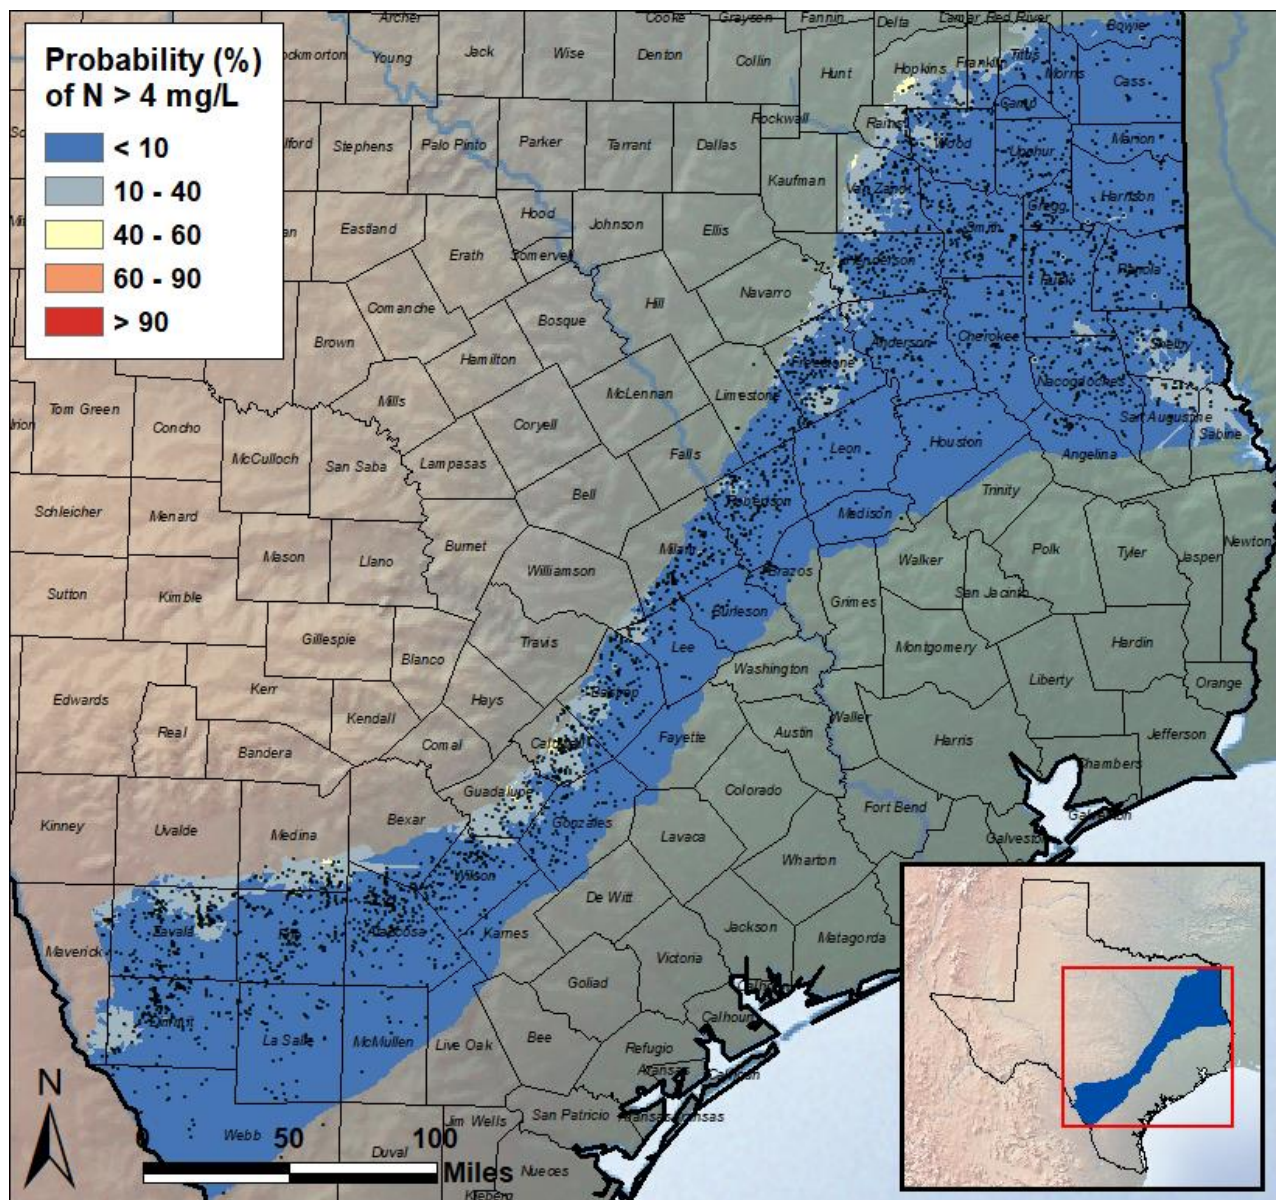 Probability (%)
of N > 4 mg/L
< 10
10 - 40
40 - 60
60 - 90
> 90
Archer
Cooke
Grayson
Fannin
Delta
Lamar
Red River
Bowie
Young
Jack
Wise
Denton
Collin
Hunt
Hopkins
Franklin
Titus
Morris
Cass
Camp
Rockwall
Rains
Wood
Upshur
Marion
Stephens
Palo Pinto
Parker
Tarrant
Dallas
Kaufman
Van Zandt
Gregg
Harrison
Eastland
Hood
Johnson
Ellis
Smith
Erath
Somervell
Henderson
Rusk
Panola
Comanche
Hill
Navarro
Brown
Bosque
Anderson
Cherokee
Shelby
Hamilton
Freestone
Mills
McLennan
Limestone
Nacogdoches
Tom Green
Concho
Coryell
San Augustine
Sabine
McCulloch
San Saba
Lampasas
Falls
Leon
Houston
Angelina
Bell
Trinity
Schleicher
Menard
Robertson
Madison
Mason
Llano
Burnet
Milam
Polk
Tyler
Jasper
Newton
Williamson
Brazos
Walker
Sutton
Kimble
Burleson
Grimes
San Jacinto
Gillespie
Travis
Lee
Montgomery
Hardin
Blanco
Washington
Liberty
Orange
Edwards
Kerr
Hays
Bastrop
Real
Kendall
Waller
Bandera
Comal
Caldwell
Fayette
Austin
Harris
Jefferson
Chambers
Guadalupe
Colorado
Fort Bend
Galveston
Galveston
Kinney
Uvalde
Medina
Bexar
Gonzales
Lavaca
Wharton
Wilson
De Witt
Maverick
Zavala
Frio
Atascosa
Karnes
Jackson
Matagorda
Victoria
Goliad
Calhoun
Dimmit
La Salle
McMullen
Live Oak
Bee
Calhoun
Refugio
Aransas
Calhoun
N
Jim Wells
San Patricio
Aransas
Aransas
Webb
Duval
Nueces
Kleberg
0 50 100
Miles